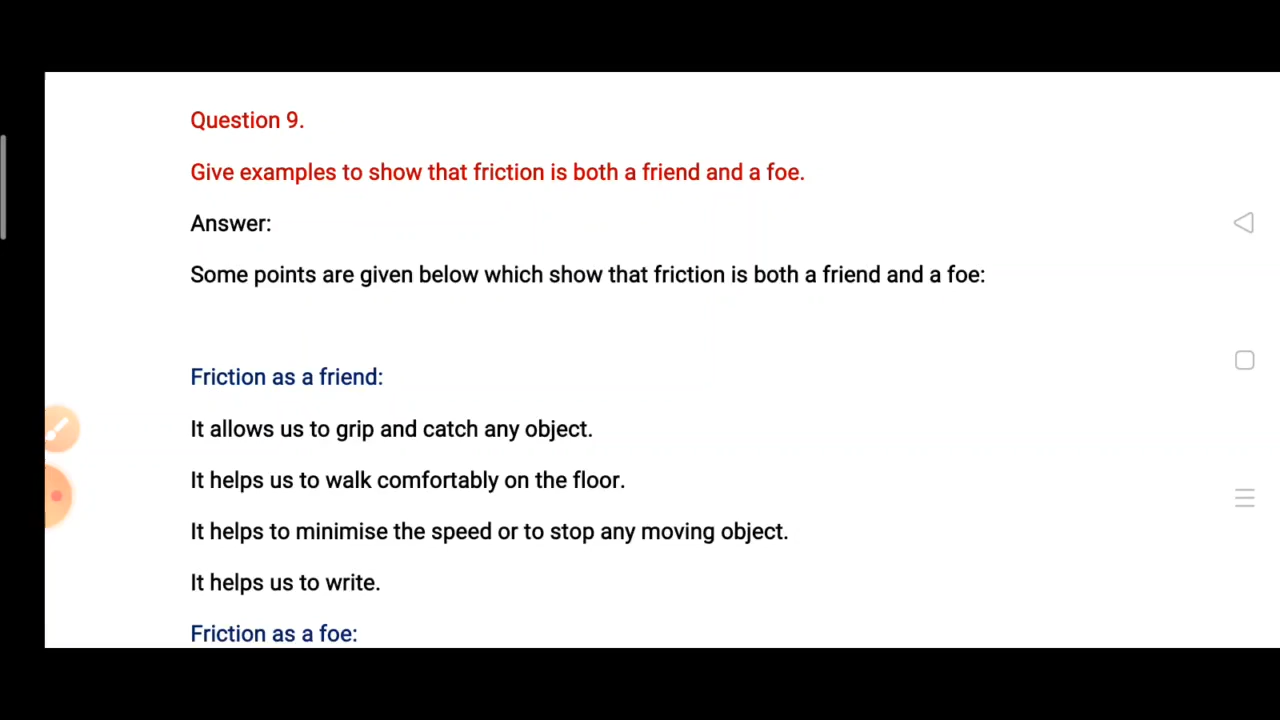 Question 9.
Give examples to show that friction is both a friend and a foe.
Answer:
Some points are given below which show that friction is both a friend and a foe:
Friction as a friend:
It allows us to grip and catch any object.
It helps us to walk comfortably on the floor.
It helps to minimise the speed or to stop any moving object.
It helps us to write.
Friction as a foe: